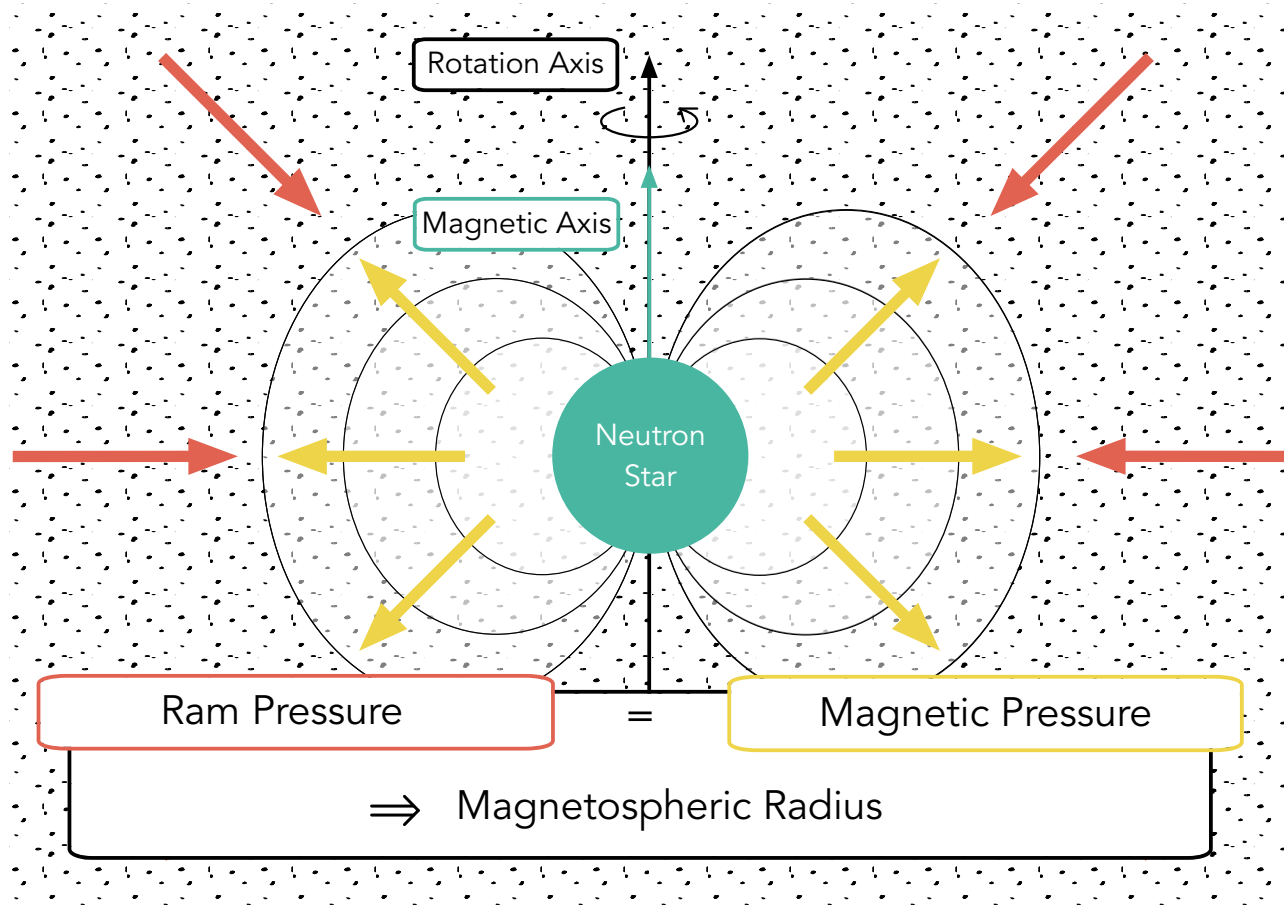 Rotation Axis
Magnetic Axis
Neutron
Star
Ram Pressure = Magnetic Pressure
⇒ Magnetospheric Radius